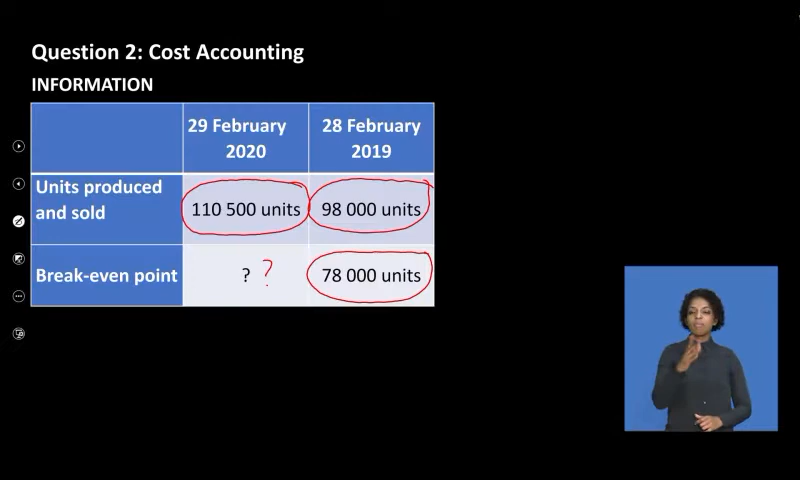 Question 2: Cost Accounting
INFORMATION
29 February 2020
28 February 2019
Units produced and sold
110 500 units
98 000 units
Break-even point
? ?
78 000 units